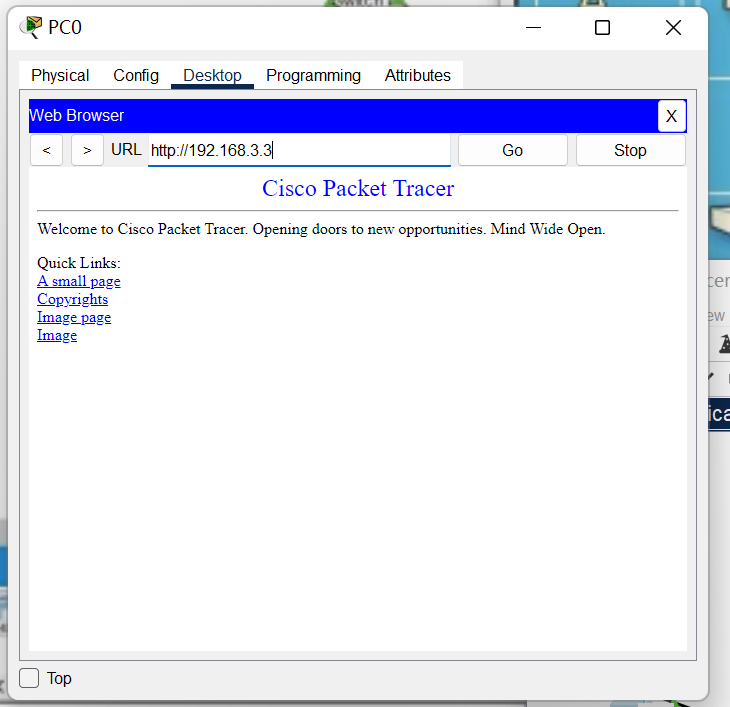 PC0
Physical Config Desktop Programming Attributes
Web Browser X
< > URL http://192.168.3.3 Go Stop
Cisco Packet Tracer
Welcome to Cisco Packet Tracer. Opening doors to new opportunities. Mind Wide Open.
Quick Links:
A small page
Copyrights
Image page
Image
Top